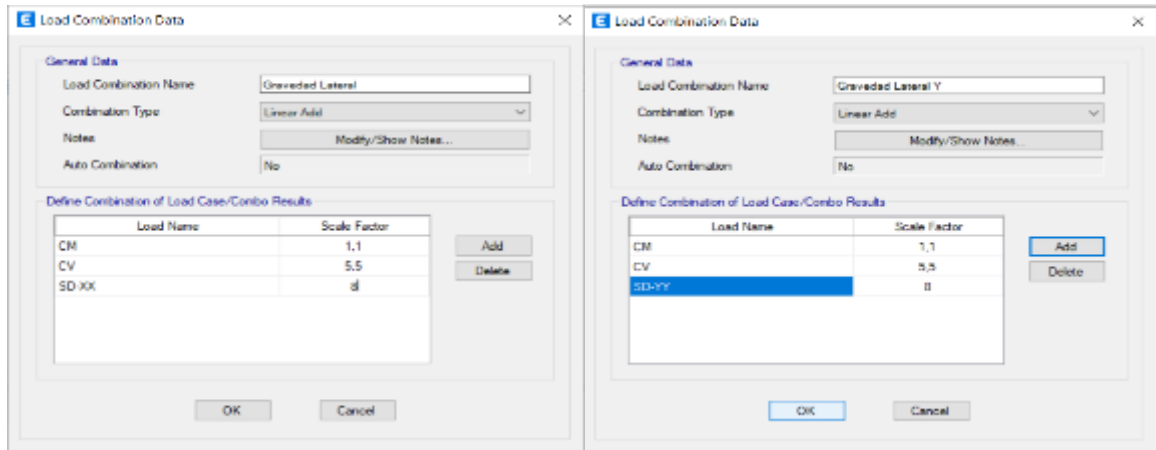 Load Combination Data
General Data
Load Combination Name Gravedad Lateral
Combination Type Linear Add
Notes Modify/Show Notes...
Auto Combination No
Define Combination of Load Case/Combo Results
Load Name Scale Factor
CM 1,1
CV 5,5
SD-XX
Add
Delete
OK Cancel
Load Combination Data
General Data
Load Combination Name Gravedad Lateral Y
Combination Type Linear Add
Notes Modify/Show Notes...
Auto Combination No
Define Combination of Load Case/Combo Results
Load Name Scale Factor
CM 1,1
CV 5,5
SD-YY
Add
Delete
OK Cancel